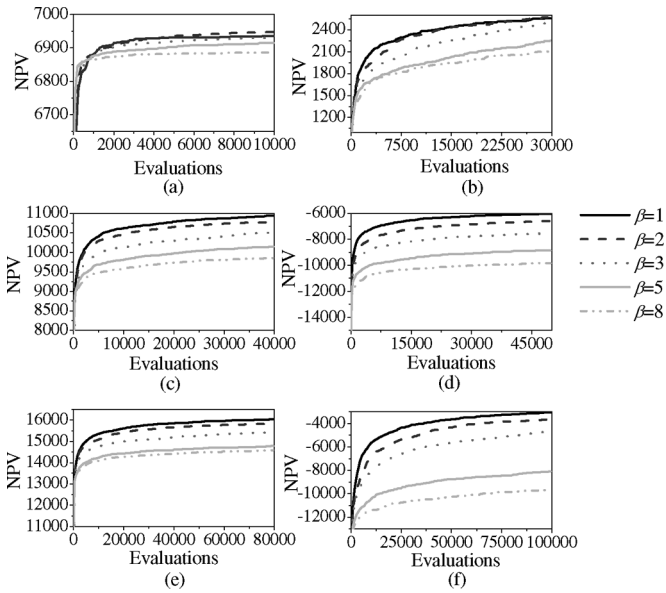 7000
6900
6800
6700
NPV
0 2000 4000 6000 8000 10000
Evaluations
(a)
2400
2100
1800
1500
1200
NPV
0 7500 15000 22500 30000
Evaluations
(b)
11000
10500
10000
9500
9000
8500
8000
NPV
0 10000 20000 30000 40000
Evaluations
(c)
-6000
-8000
-10000
-12000
-14000
NPV
0 15000 30000 45000
Evaluations
(d)
β=1
β=2
β=3
β=5
β=8
16000
15000
14000
13000
12000
11000
NPV
0 20000 40000 60000 80000
Evaluations
(e)
-4000
-6000
-8000
-10000
-12000
NPV
0 25000 50000 75000 100000
Evaluations
(f)